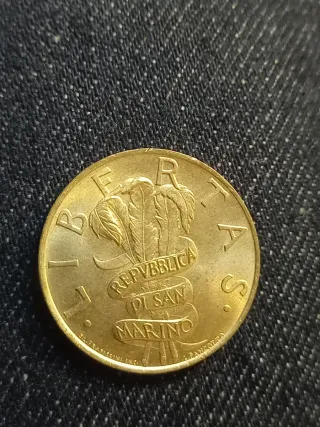 · LIBERTAS ·
REPVBBLICA
DI SAN
MARINO